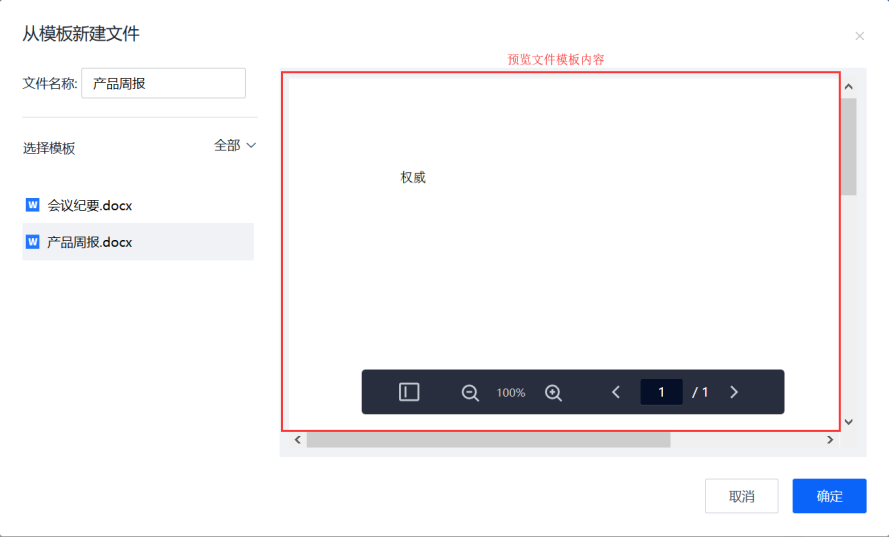 从模板新建文件
预览文件模板内容
文件名称: 产品周报
选择模板 全部
W 会议纪要.docx
W 产品周报.docx
权威
100% 1 / 1
取消 确定